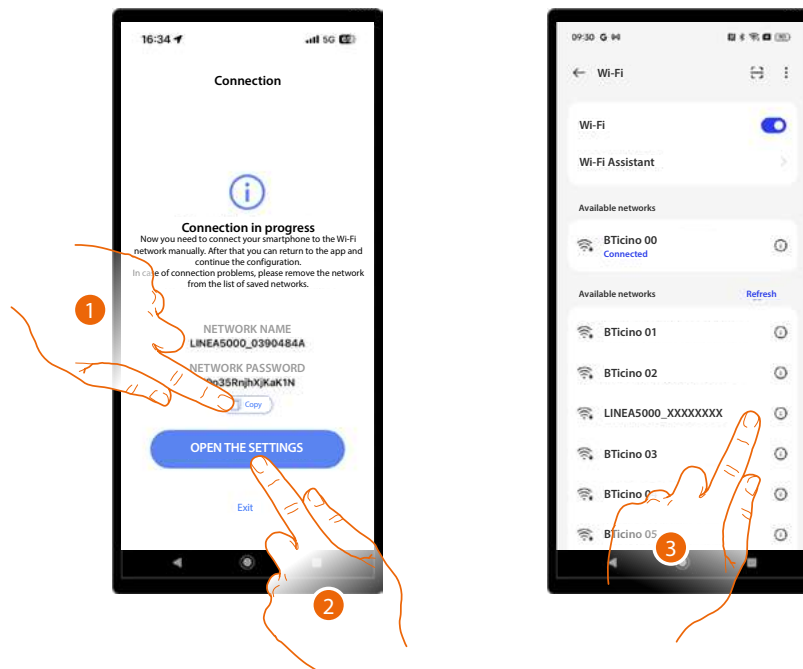 16:34
5G
Connection
Connection in progress
Now you need to connect your smartphone to the Wi-Fi
network manually. After that you can return to the app and
continue the configuration.
In case of connection problems, please remove the network
from the list of saved networks.
1
NETWORK NAME
LINEA5000_0390484A
NETWORK PASSWORD
Copy
OPEN THE SETTINGS
Exit
2
09:30 G
Wi-Fi
Wi-Fi
Wi-Fi Assistant
Available networks
BTicino 00
Connected
Available networks
Refresh
BTicino 01
BTicino 02
LINEA5000_XXXXXXXX
BTicino 03
BTicino
BTicino 05
3